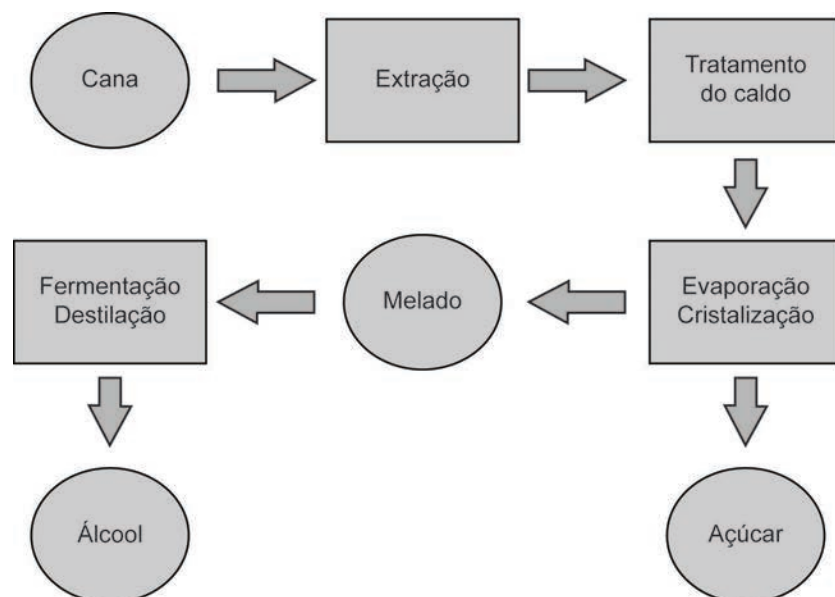 Cana
Extração
Tratamento
do caldo
Evaporação
Cristalização
Melado
Fermentação
Destilação
Álcool
Açúcar